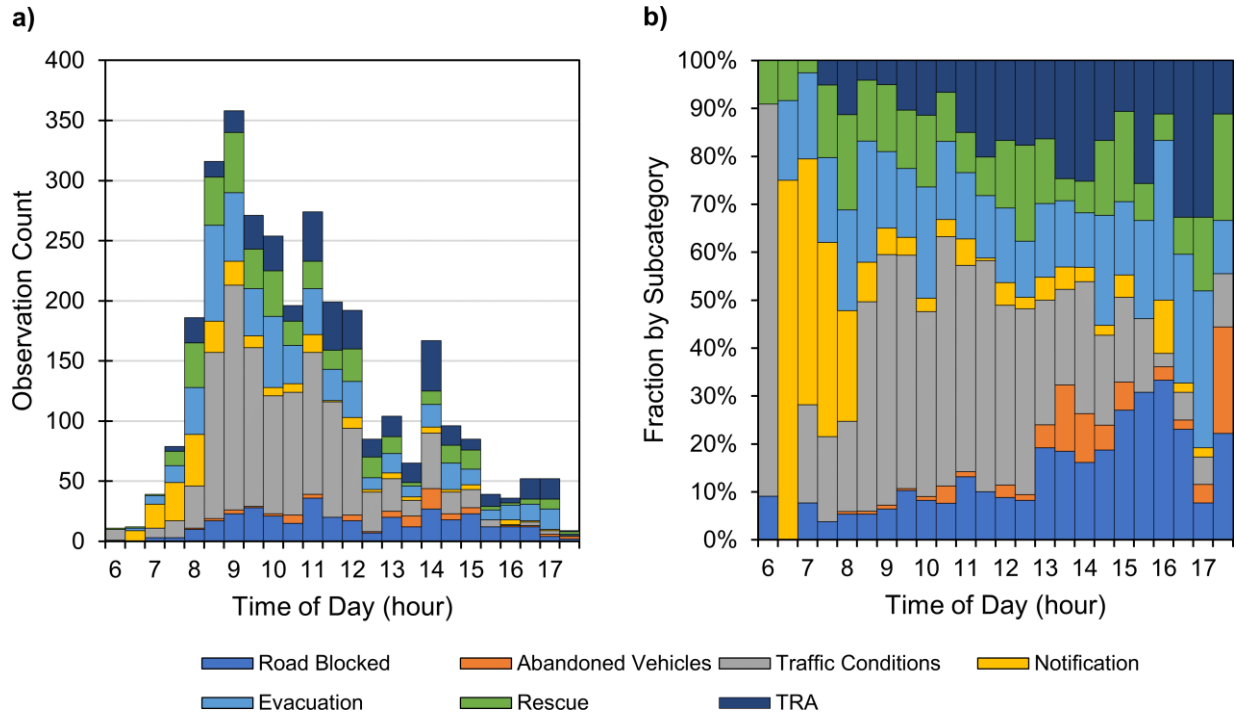 a)
400
350
300
250
200
150
100
50
0
Observation Count
6 7 8 9 10 11 12 13 14 15 16 17
Time of Day (hour)
b)
100%
90%
80%
70%
60%
50%
40%
30%
20%
10%
0%
Fraction by Subcategory
6 7 8 9 10 11 12 13 14 15 16 17
Time of Day (hour)
Road Blocked Abandoned Vehicles Traffic Conditions Notification
Evacuation Rescue TRA